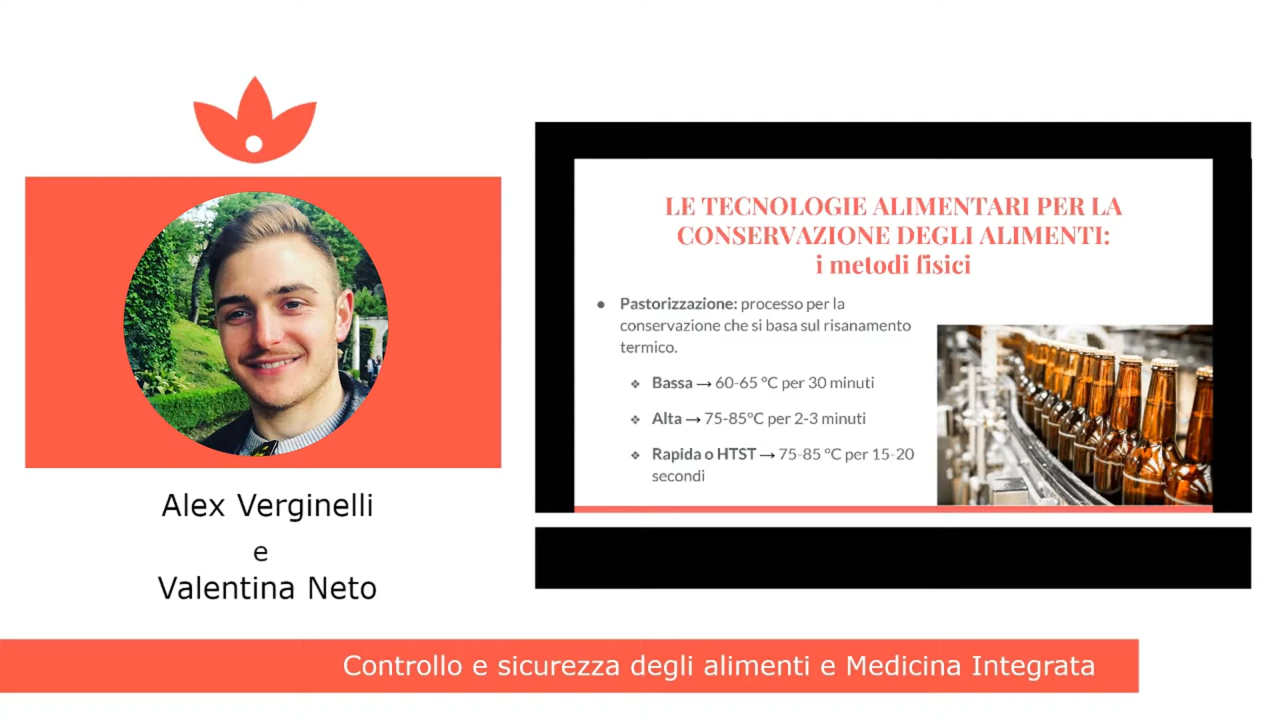 Alex Verginelli
e
Valentina Neto
LE TECNOLOGIE ALIMENTARI PER LA
CONSERVAZIONE DEGLI ALIMENTI:
i metodi fisici
● Pastorizzazione: processo per la
conservazione che si basa sul risanamento
termico.
❖ Bassa → 60-65 °C per 30 minuti
❖ Alta → 75-85°C per 2-3 minuti
❖ Rapida o HTST → 75-85 °C per 15-20
secondi
Controllo e sicurezza degli alimenti e Medicina Integrata